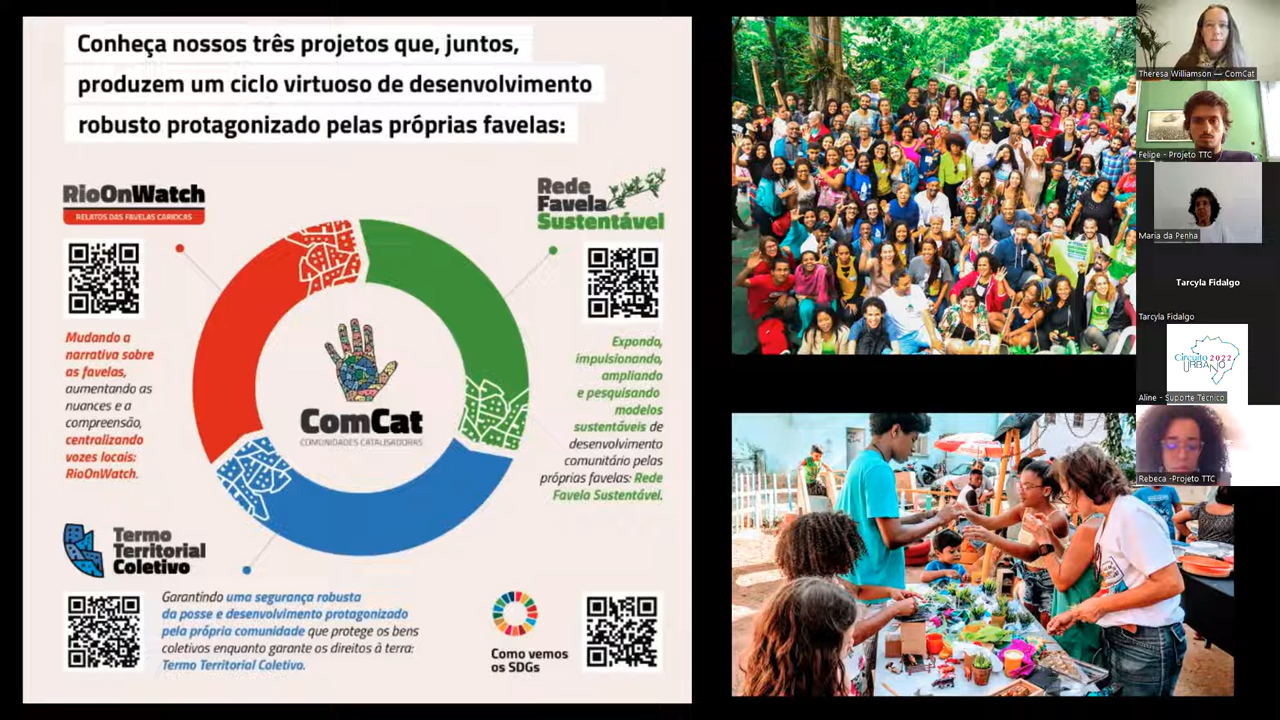 Conheça nossos três projetos que, juntos,
produzem um ciclo virtuoso de desenvolvimento
robusto protagonizado pelas próprias favelas:
RioOnWatch
RELATOS DAS FAVELAS CARIOCAS
Mudando a
narrativa sobre
as favelas,
aumentando as
nuances e a
compreensão,
centralizando
vozes locais:
RioOnWatch.
Rede
Favela
Sustentável
Expondo,
impulsionando,
ampliando
e pesquisando
modelos
sustentáveis de
desenvolvimento
comunitário pelas
próprias favelas: Rede
Favela Sustentável.
ComCat
COMUNIDADES CATALISADORAS
Termo
Territorial
Coletivo
Garantindo uma segurança robusta
da posse e desenvolvimento protagonizado
pela própria comunidade que protege os bens
coletivos enquanto garante os direitos à terra:
Termo Territorial Coletivo.
Como vemos
os SDGs
Theresa Williamson — ComCat
Felipe - Projeto TTC
Maria da Penha
Tarcyla Fidalgo
Tarcyla Fidalgo
Circuito 2022
URBANO
Aline - Suporte Técnico
Rebeca -Projeto TTC